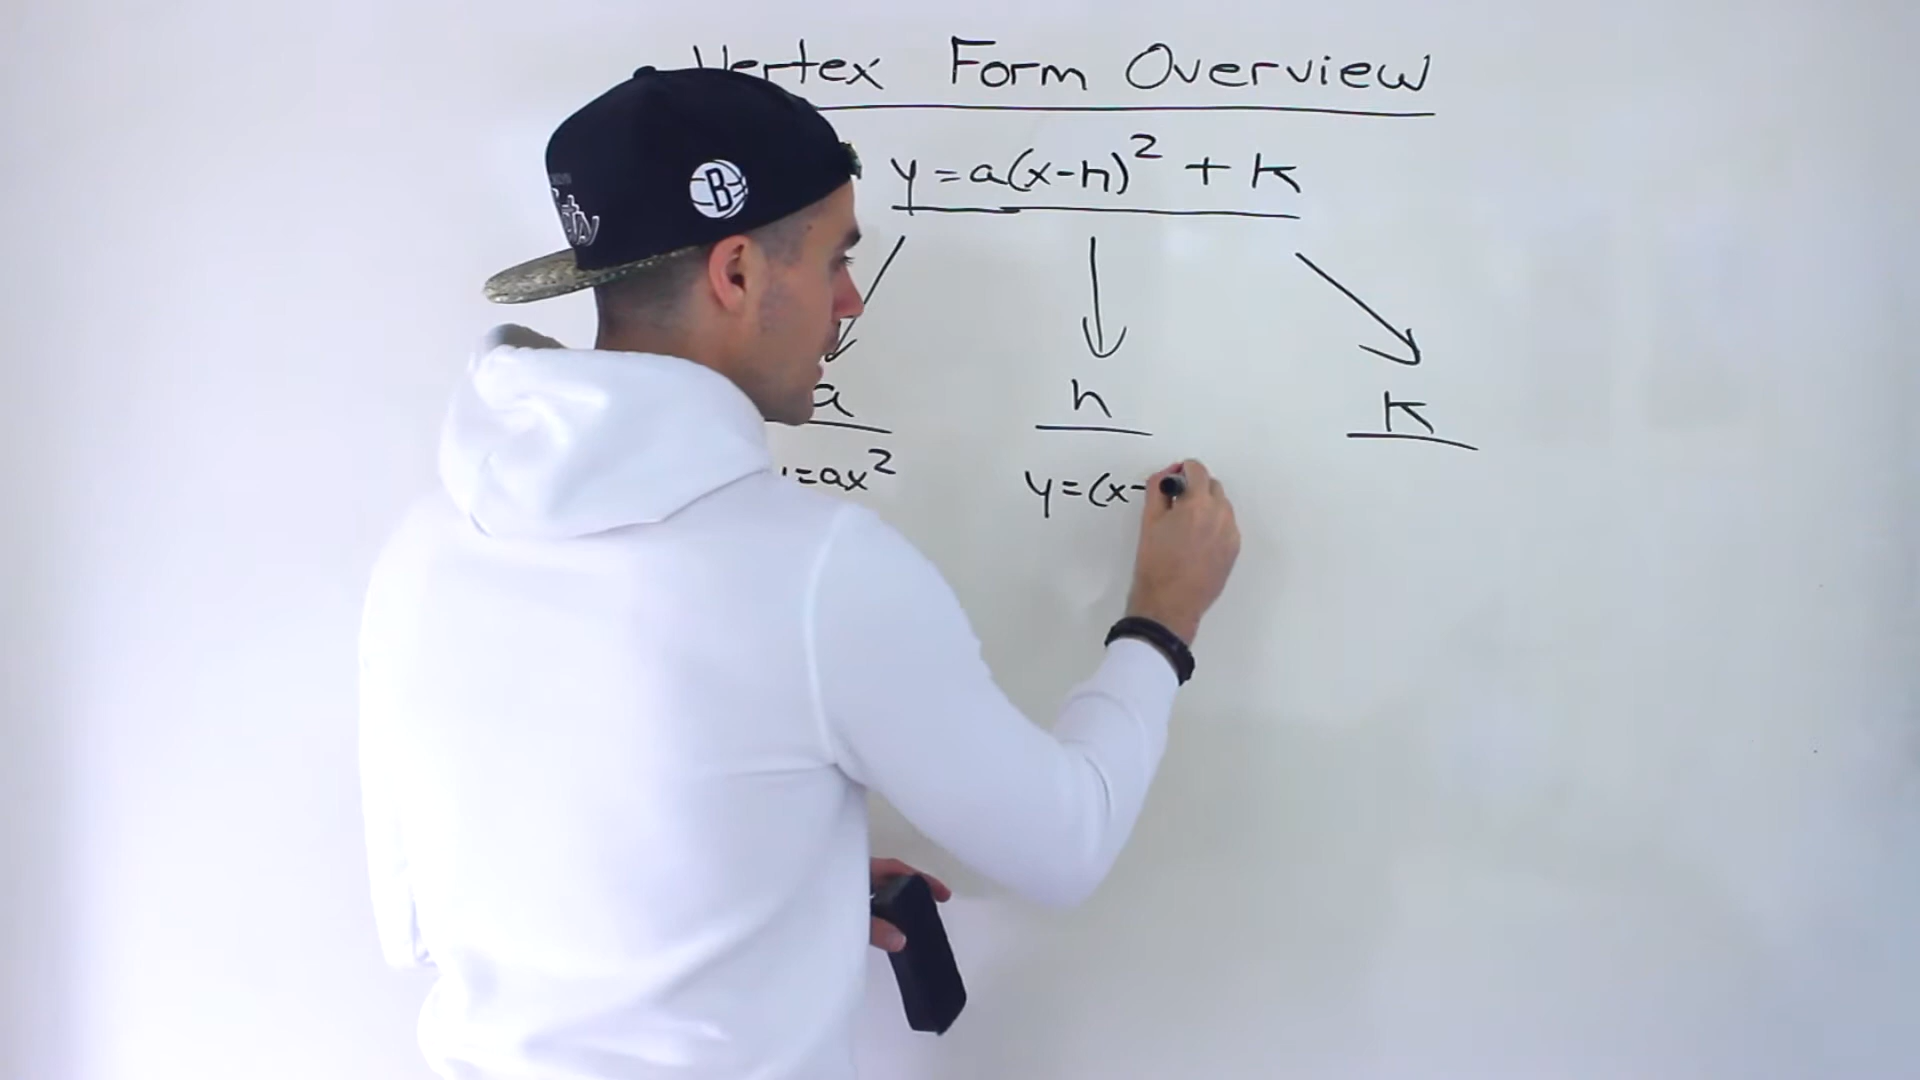 Vertex Form Overview
y=a(x-h)² + k
a h k
=ax² y=(x-
B